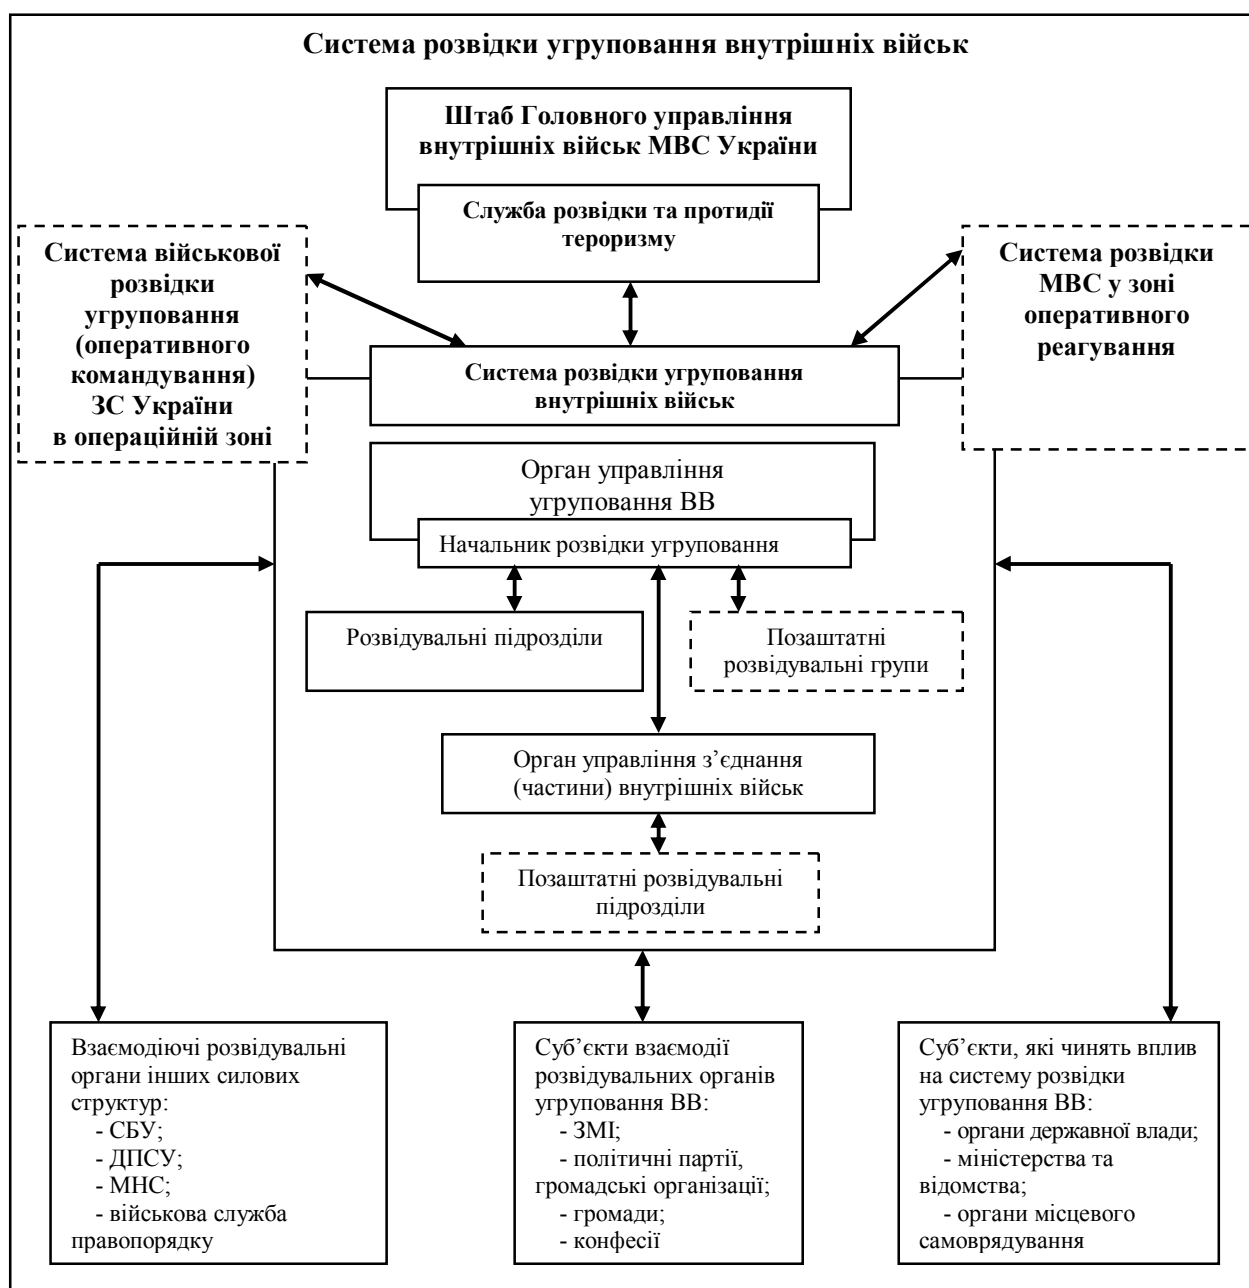 Система розвідки угруповання внутрішніх військ
Штаб Головного управління
внутрішніх військ МВС України
Служба розвідки та протидії
тероризму
Система військової
розвідки
угруповання
(оперативного
командування)
ЗС України
в операційній зоні
Система розвідки
МВС у зоні
оперативного
реагування
Система розвідки угруповання
внутрішніх військ
Орган управління
угруповання ВВ
Начальник розвідки угруповання
Розвідувальні підрозділи
Позаштатні
розвідувальні групи
Орган управління з’єднання
(частини) внутрішніх військ
Позаштатні розвідувальні
підрозділи
Взаємодіючі розвідувальні
органи інших силових
структур:
- СБУ;
- ДПСУ;
- МНС;
- військова служба
правопорядку
Суб’єкти взаємодії
розвідувальних органів
угруповання ВВ:
- ЗМІ;
- політичні партії,
громадські організації;
- громади;
- конфесії
Суб’єкти, які чинять вплив
на систему розвідки
угруповання ВВ:
- органи державної влади;
- міністерства та
відомства;
- органи місцевого
самоврядування